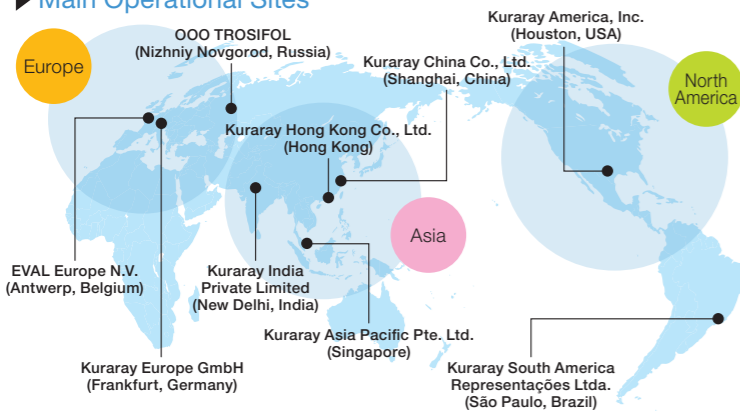 Main Operational Sites
Kuraray America, Inc.
(Houston, USA)
OOO TROSIFOL
(Nizhniy Novgorod, Russia)
Kuraray China Co., Ltd.
(Shanghai, China)
Europe
North
America
Kuraray Hong Kong Co., Ltd.
(Hong Kong)
Asia
EVAL Europe N.V.
(Antwerp, Belgium)
Kuraray India
Private Limited
(New Delhi, India)
Kuraray Asia Pacific Pte. Ltd.
(Singapore)
Kuraray Europe GmbH
(Frankfurt, Germany)
Kuraray South America
Representações Ltda.
(São Paulo, Brazil)